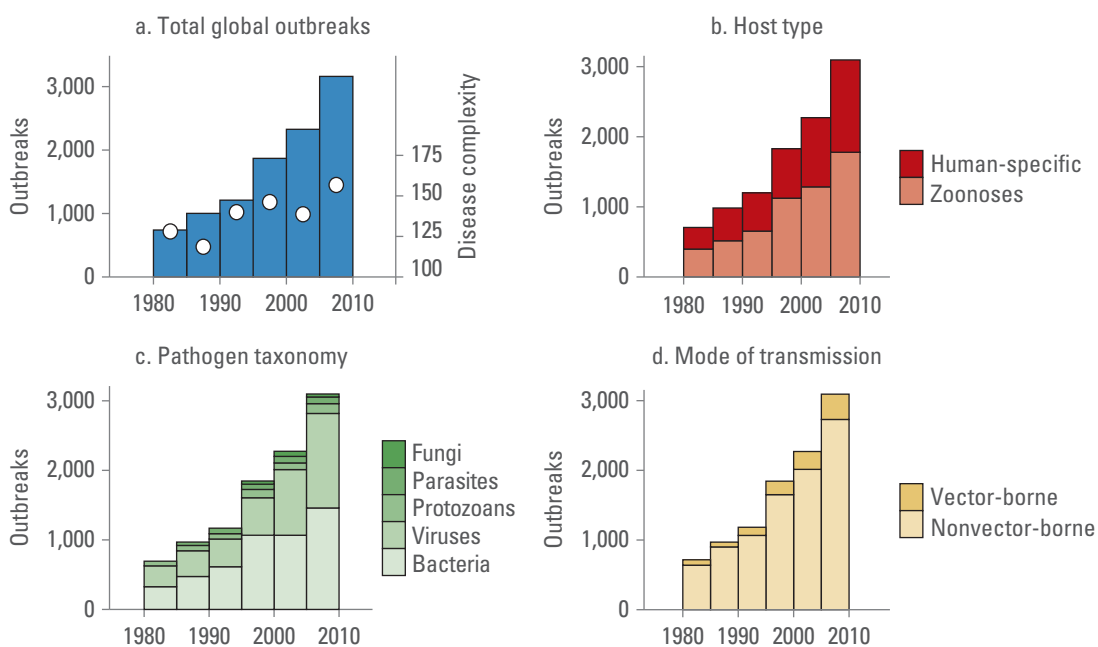 a. Total global outbreaks
3,000
2,000
1,000
0
Outbreaks
175
150
125
100
Disease complexity
1980
1990
2000
2010
b. Host type
3,000
2,000
1,000
0
Outbreaks
1980
1990
2000
2010
Human-specific
Zoonoses
c. Pathogen taxonomy
3,000
2,000
1,000
0
Outbreaks
1980
1990
2000
2010
Fungi
Parasites
Protozoans
Viruses
Bacteria
d. Mode of transmission
3,000
2,000
1,000
0
Outbreaks
1980
1990
2000
2010
Vector-borne
Nonvector-borne